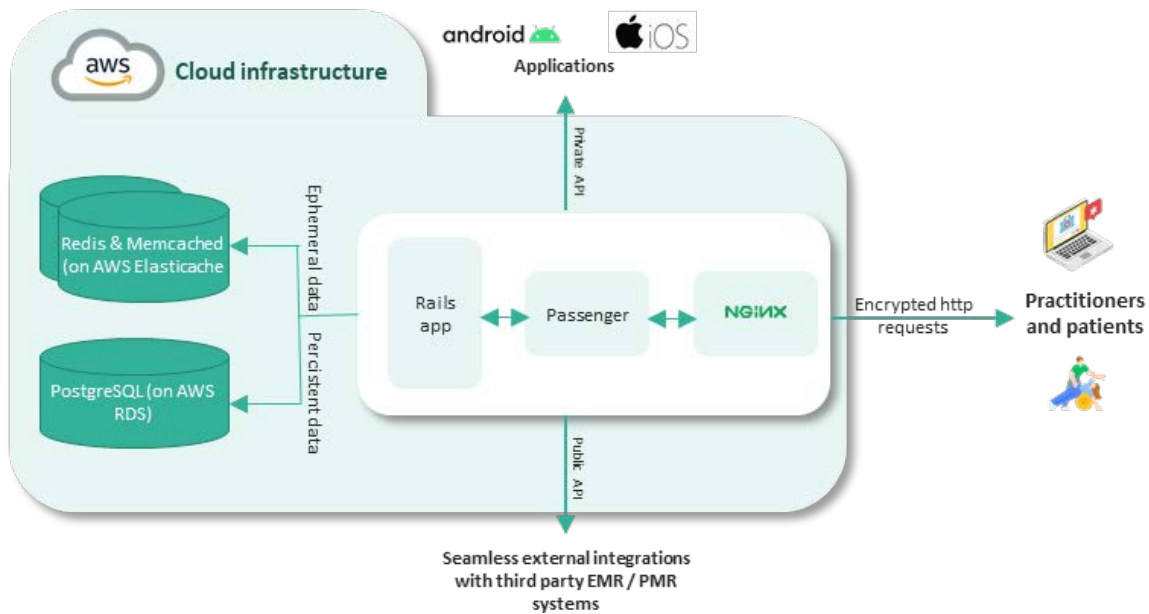 android
iOS
aws
Cloud infrastructure
Applications
Private API
Ephemeral data
Redis & Memcached
(on AWS Elasticache
Rails
app
Passenger
NGiNX
Encrypted http
requests
Practitioners
and patients
PostgreSQL (on AWS
RDS)
Percistent data
Public API
Seamless external integrations
with third party EMR / PMR
systems